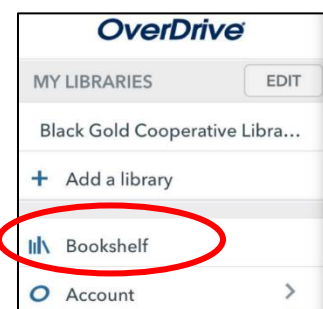 OverDrive
MY LIBRARIES EDIT
Black Gold Cooperative Libra...
+ Add a library
Bookshelf
Account >